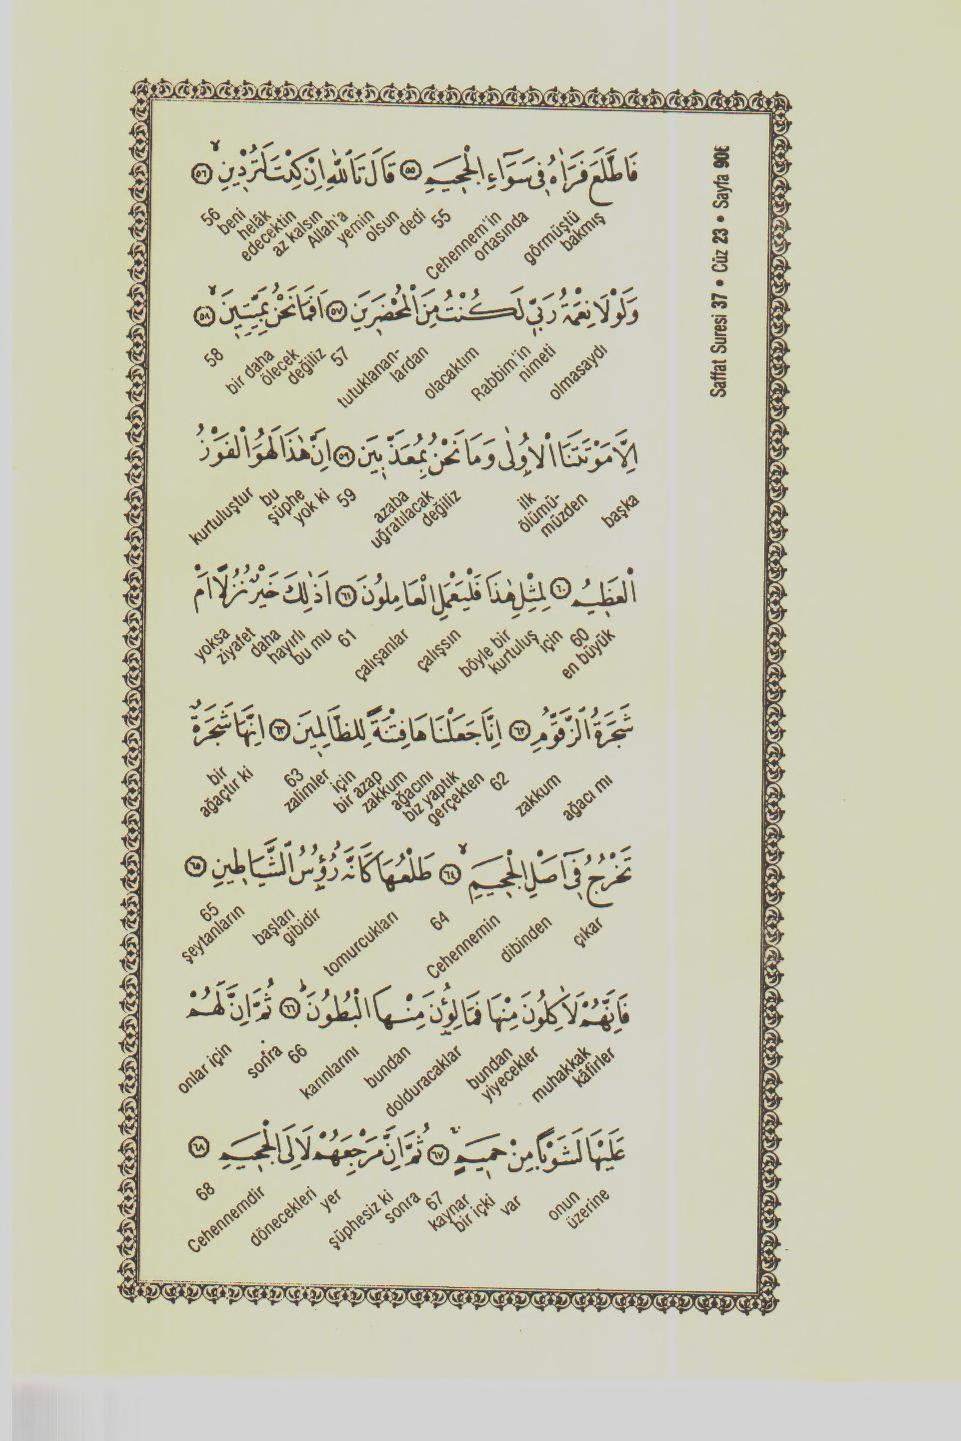 Saffat Suresi 37 • Cüz 23 • Sayfa 906
فَاطَّلَعَ فَرَاٰهُ فٖى سَوَٓاءِ الْجَحٖيمِ ﴿٥٥﴾ قَالَ تَاللّٰهِ اِنْ كِدْتَ لَتُرْدٖينِۙ ﴿٥٦﴾
bakmış görmüştü ortasında Cehennem'in 55 dedi olsun yemin Allah'a az kalsın edecektin helâk beni 56
وَلَوْلَا نِعْمَةُ رَبّٖى لَكُنْتُ مِنَ الْمُحْضَرٖينَ ﴿٥٧﴾ اَفَمَا نَحْنُ بِمَيِّتٖينَۙ ﴿٥٨﴾
olmasaydı nimeti Rabbim'in olacaktım tutuklanan-lardan 57 değiliz ölecek bir daha 58
اِلَّا مَوْتَتَنَا الْاُولٰى وَمَا نَحْنُ بِمُعَذَّبٖينَ ﴿٥٩﴾ اِنَّ هٰذَا لَهُوَ الْفَوْزُ
başka ilk ölümü-müzden azaba uğratılacak değiliz 59 şüphe yok ki bu kurtuluştur
الْعَظٖيمُ ﴿٦٠﴾ لِمِثْلِ هٰذَا فَلْيَعْمَلِ الْعَامِلُونَ ﴿٦١﴾ اَذٰلِكَ خَيْرٌ نُزُلًا اَمْ
en büyük 60 için böyle bir kurtuluş çalışsın çalışanlar 61 bu mu hayırlı daha ziyafet yoksa
شَجَرَةُ الزَّقُّومِ ﴿٦٢﴾ اِنَّا جَعَلْنَاهَا فِتْنَةً لِلظَّالِمٖينَ ﴿٦٣﴾ اِنَّهَا شَجَرَةٌ
ağacı mı zakkum 62 gerçekten biz yaptık ağacını zakkum bir azap için zalimler 63 bir ağaçtır ki
تَخْرُجُ فٖٓى اَصْلِ الْجَحٖيمِۙ ﴿٦٤﴾ طَلْعُهَا كَاَنَّهُ رُؤُسُ الشَّيَاطٖينِ ﴿٦٥﴾
çıkar dibinden Cehennemin 64 tomurcukları başları gibidir şeytanların 65
فَاِنَّهُمْ لَاٰكِلُونَ مِنْهَا فَمَالِؤُنَ مِنْهَا الْبُطُونَ ﴿٦٦﴾ ثُمَّ اِنَّ لَهُمْ
muhakkak kâfirler bundan yiyecekler dolduracaklar bundan karınlarını 66 sonra onlar için
عَلَيْهَا لَشَوْبًا مِنْ حَمٖيمٍ ﴿٦٧﴾ ثُمَّ اِنَّ مَرْجِعَهُمْ لَاِلَى الْجَحٖيمِ ﴿٦٨﴾
onun üzerine var kaynar bir içki 67 sonra şüphesiz ki yer dönecekleri Cehennemdir 68